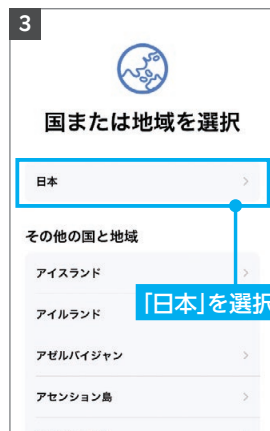 3
国または地域を選択
日本
その他の国と地域
アイスランド
「日本」を選択
アイルランド
アゼルバイジャン
アセンション島